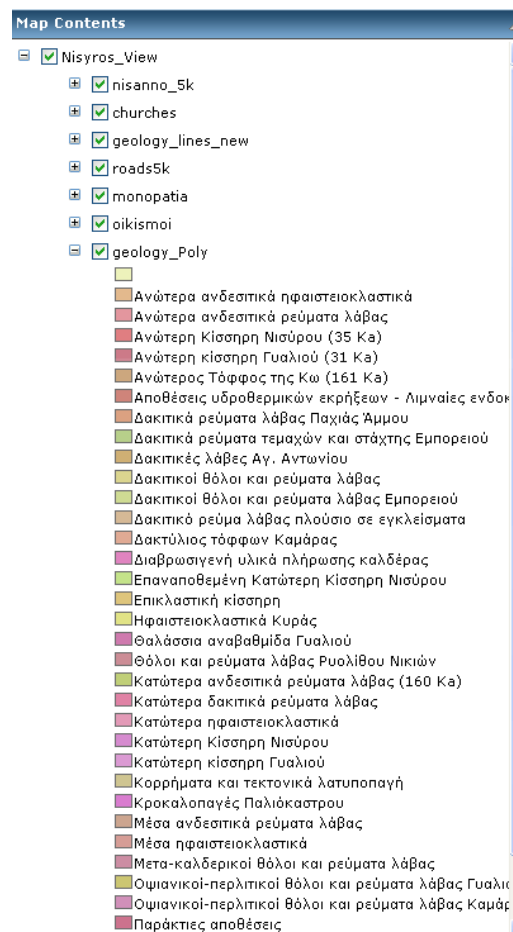 Map Contents
Nisyros_View
nisanno_5k
churches
geology_lines_new
roads5k
monopatia
oikismoi
geology_Poly
Ανώτερα ανδεσιτικά ηφαιστειοκλαστικά
Ανώτερα ανδεσιτικά ρεύματα λάβας
Ανώτερη Κίσσηρη Νισύρου (35 Ka)
Ανώτερη κίσσηρη Γυαλιού (31 Ka)
Ανώτερος Τόφφος της Κω (161 Ka)
Αποθέσεις υδροθερμικών εκρήξεων - Λιμναίες ενδοκ
Δακιτικά ρεύματα λάβας Παχιάς Άμμου
Δακιτικά ρεύματα τεμαχών και στάχτης Εμπορειού
Δακιτικές λάβες Αγ. Αντωνίου
Δακιτικοί θόλοι και ρεύματα λάβας
Δακιτικοί θόλοι και ρεύματα λάβας Εμπορειού
Δακιτικό ρεύμα λάβας πλούσιο σε εγκλείσματα
Δακτύλιος τόφφων Καμάρας
Διαβρωσιγενή υλικά πλήρωσης καλδέρας
Επαναποθεμένη Κατώτερη Κίσσηρη Νισύρου
Επικλαστική κίσσηρη
Ηφαιστειοκλαστικά Κυράς
Θαλάσσια αναβαθμίδα Γυαλιού
Θόλοι και ρεύματα λάβας Ρυολίθου Νικιών
Κατώτερα ανδεσιτικά ρεύματα λάβας (160 Ka)
Κατώτερα δακιτικά ρεύματα λάβας
Κατώτερα ηφαιστειοκλαστικά
Κατώτερη Κίσσηρη Νισύρου
Κατώτερη κίσσηρη Γυαλιού
Κορρήματα και τεκτονικά λατυποπαγή
Κροκαλοπαγές Παλιόκαστρου
Μέσα ανδεσιτικά ρεύματα λάβας
Μέσα ηφαιστειοκλαστικά
Μετα-καλδερικοί θόλοι και ρεύματα λάβας
Οψιανικοί-περλιτικοί θόλοι και ρεύματα λάβας Γυαλιο
Οψιανικοί-περλιτικοί θόλοι και ρεύματα λάβας Καμάρ
Παράκτιες αποθέσεις